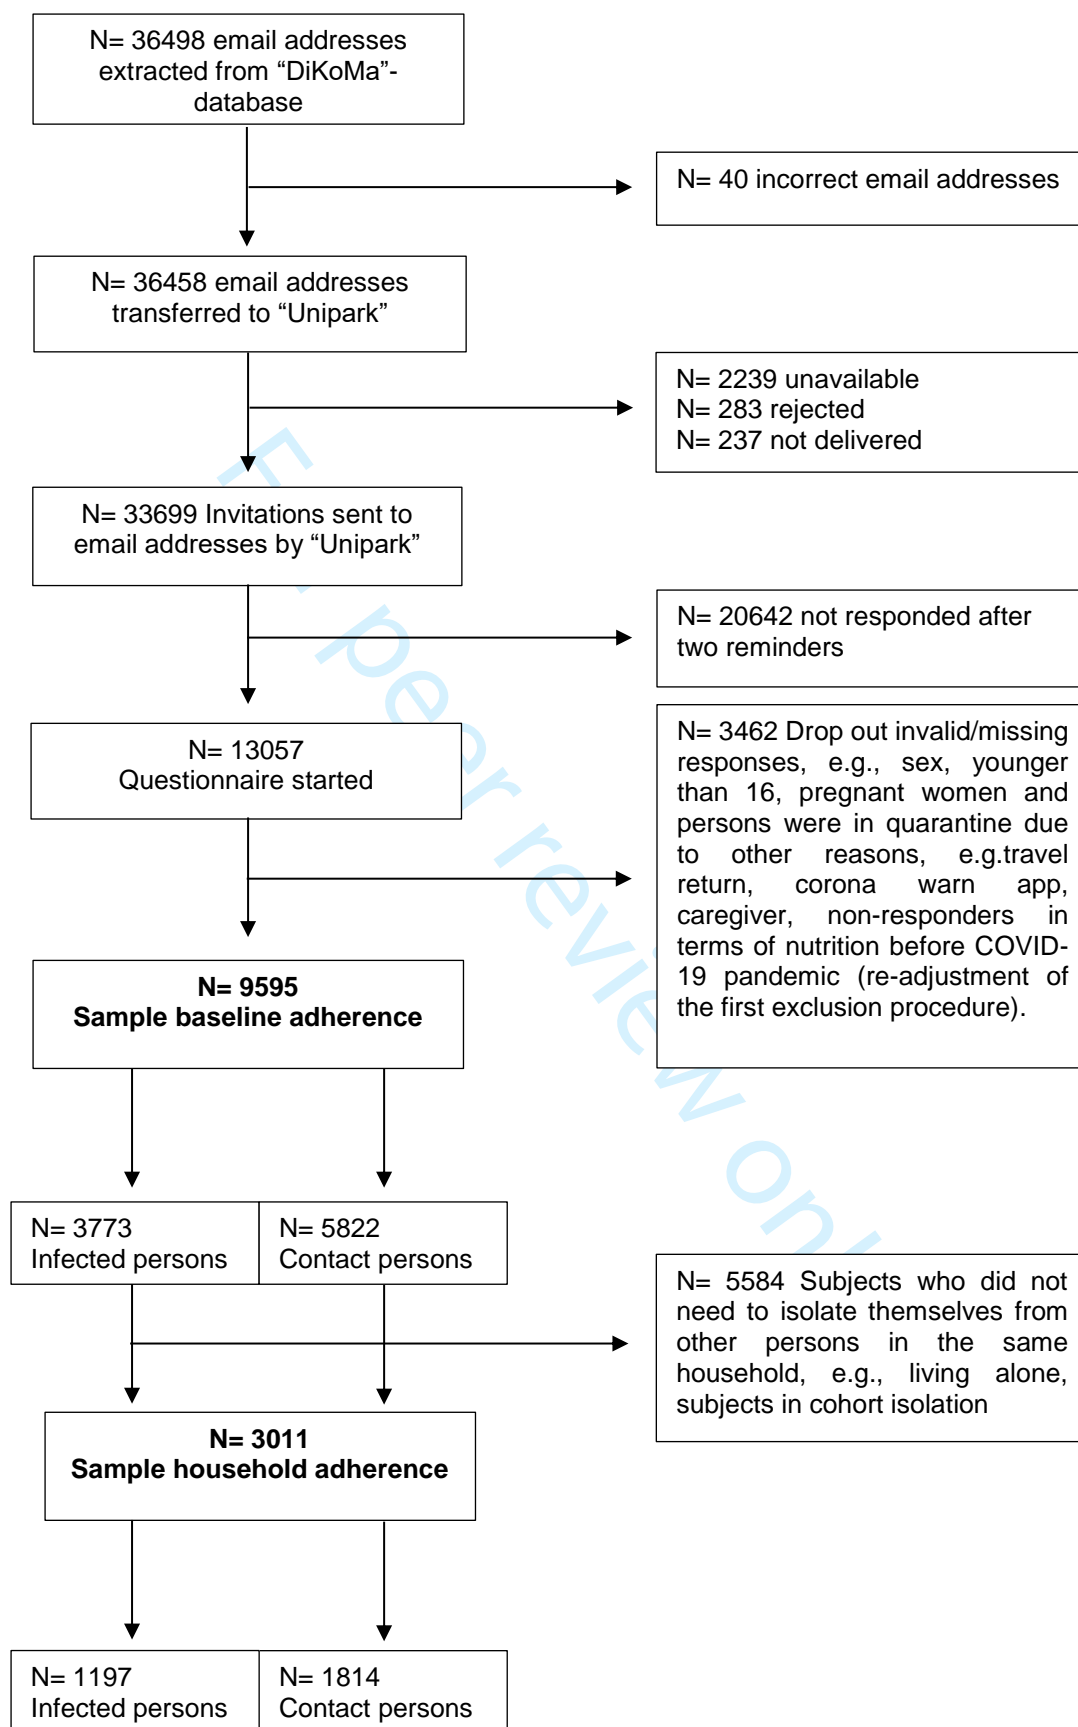 N= 36498 email addresses
extracted from “DiKoMa”-
database
N= 40 incorrect email addresses
N= 36458 email addresses
transferred to “Unipark”
N= 2239 unavailable
N= 283 rejected
N= 237 not delivered
N= 33699 Invitations sent to
email addresses by “Unipark”
N= 20642 not responded after
two reminders
N= 13057
Questionnaire started
N= 3462 Drop out invalid/missing
responses, e.g., sex, younger
than 16, pregnant women and
persons were in quarantine due
to other reasons, e.g.travel
return, corona warn app,
caregiver, non-responders in
terms of nutrition before COVID-
19 pandemic (re-adjustment of
the first exclusion procedure).
N= 9595
Sample baseline adherence
N= 3773
Infected persons
N= 5822
Contact persons
N= 5584 Subjects who did not
need to isolate themselves from
other persons in the same
household, e.g., living alone,
subjects in cohort isolation
N= 3011
Sample household adherence
N= 1197
Infected persons
N= 1814
Contact persons
peer review only